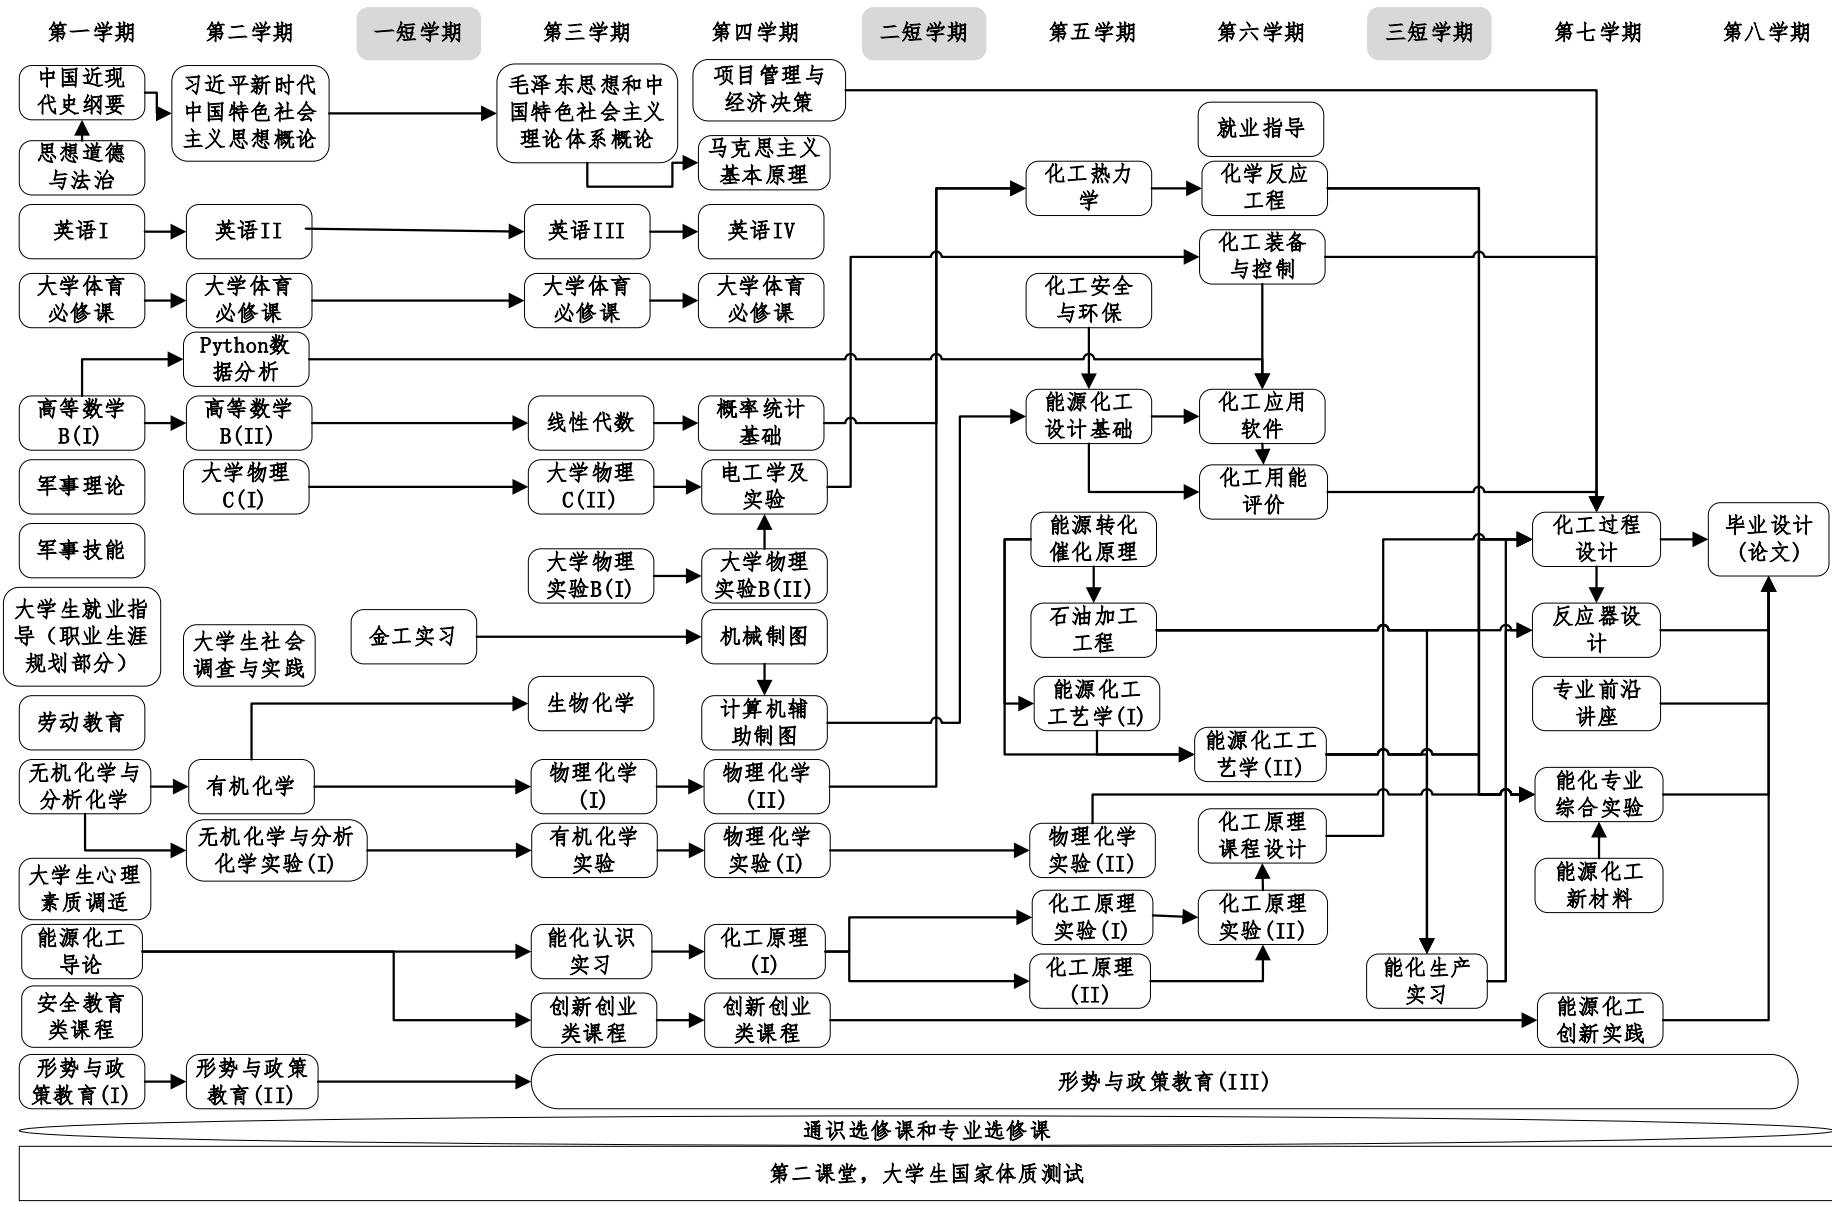 第一学期
第二学期
一短学期
第三学期
第四学期
二短学期
第五学期
第六学期
三短学期
第七学期
第八学期
中国近现
代史纲要
思想道德
与法治
英语I
大学体育
必修课
高等数学
B(I)
军事理论
军事技能
大学生就业指
导（职业生涯
规划部分）
劳动教育
无机化学与
分析化学
大学生心理
素质调适
能源化工
导论
安全教育
类课程
形势与政
策教育(I)
习近平新时代
中国特色社会
主义思想概论
英语II
大学体育
必修课
Python数
据分析
高等数学
B(II)
大学物理
C(I)
大学生社会
调查与实践
有机化学
无机化学与分析
化学实验(I)
形势与政策
教育(II)
金工实习
毛泽东思想和中
国特色社会主义
理论体系概论
英语III
大学体育
必修课
线性代数
大学物理
C(II)
大学物理
实验B(I)
生物化学
物理化学
(I)
有机化学
实验
能化认识
实习
创新创业
类课程
项目管理与
经济决策
马克思主义
基本原理
英语IV
大学体育
必修课
概率统计
基础
电工学及
实验
大学物理
实验B(II)
机械制图
计算机辅
助制图
物理化学
(II)
物理化学
实验(I)
化工原理
(I)
创新创业
类课程
化工热力
学
化工安全
与环保
能源化工
设计基础
能源转化
催化原理
石油加工
工程
能源化工
工艺学(I)
物理化学
实验(II)
化工原理
实验(I)
化工原理
(II)
就业指导
化学反应
工程
化工装备
与控制
化工应用
软件
化工用能
评价
能源化工工
艺学(II)
化工原理
课程设计
化工原理
实验(II)
能化生产
实习
化工过程
设计
反应器设
计
专业前沿
讲座
能化专业
综合实验
能源化工
新材料
能源化工
创新实践
毕业设计
(论文)
形势与政策教育(III)
通识选修课和专业选修课
第二课堂，大学生国家体质测试